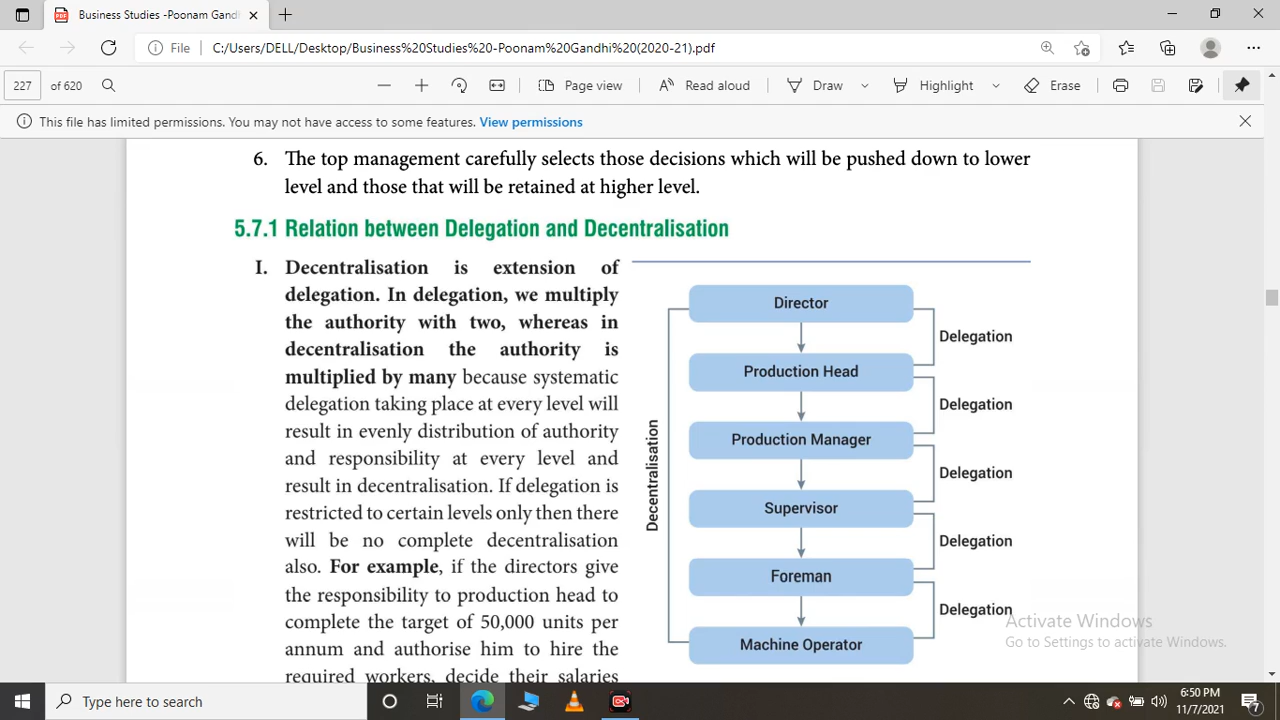 Business Studies -Poonam Gandh
File C:/Users/DELL/Desktop/Business%20Studies%20-Poonam%20Gandhi%20(2020-21).pdf
227 of 620 Page view Read aloud Draw Highlight Erase
This file has limited permissions. You may not have access to some features. View permissions
6. The top management carefully selects those decisions which will be pushed down to lower
level and those that will be retained at higher level.
5.7.1 Relation between Delegation and Decentralisation
I. Decentralisation is extension of
delegation. In delegation, we multiply
the authority with two, whereas in
decentralisation the authority is
multiplied by many because systematic
delegation taking place at every level will
result in evenly distribution of authority
and responsibility at every level and
result in decentralisation. If delegation is
restricted to certain levels only then there
will be no complete decentralisation
also. For example, if the directors give
the responsibility to production head to
complete the target of 50,000 units per
annum and authorise him to hire the
required workers, decide their salaries
Decentralisation
Director
Delegation
Production Head
Delegation
Production Manager
Delegation
Supervisor
Delegation
Foreman
Delegation
Machine Operator
Activate Windows
Go to Settings to activate Windows.
Type here to search
6:50 PM
11/7/2021
7